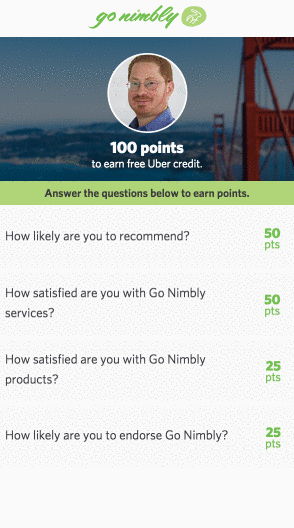 go nimbly
100 points
to earn free Uber credit.
Answer the questions below to earn points.
How likely are you to recommend?
50
pts
How satisfied are you with Go Nimbly
services?
50
pts
How satisfied are you with Go Nimbly
products?
25
pts
How likely are you to endorse Go Nimbly?
25
pts